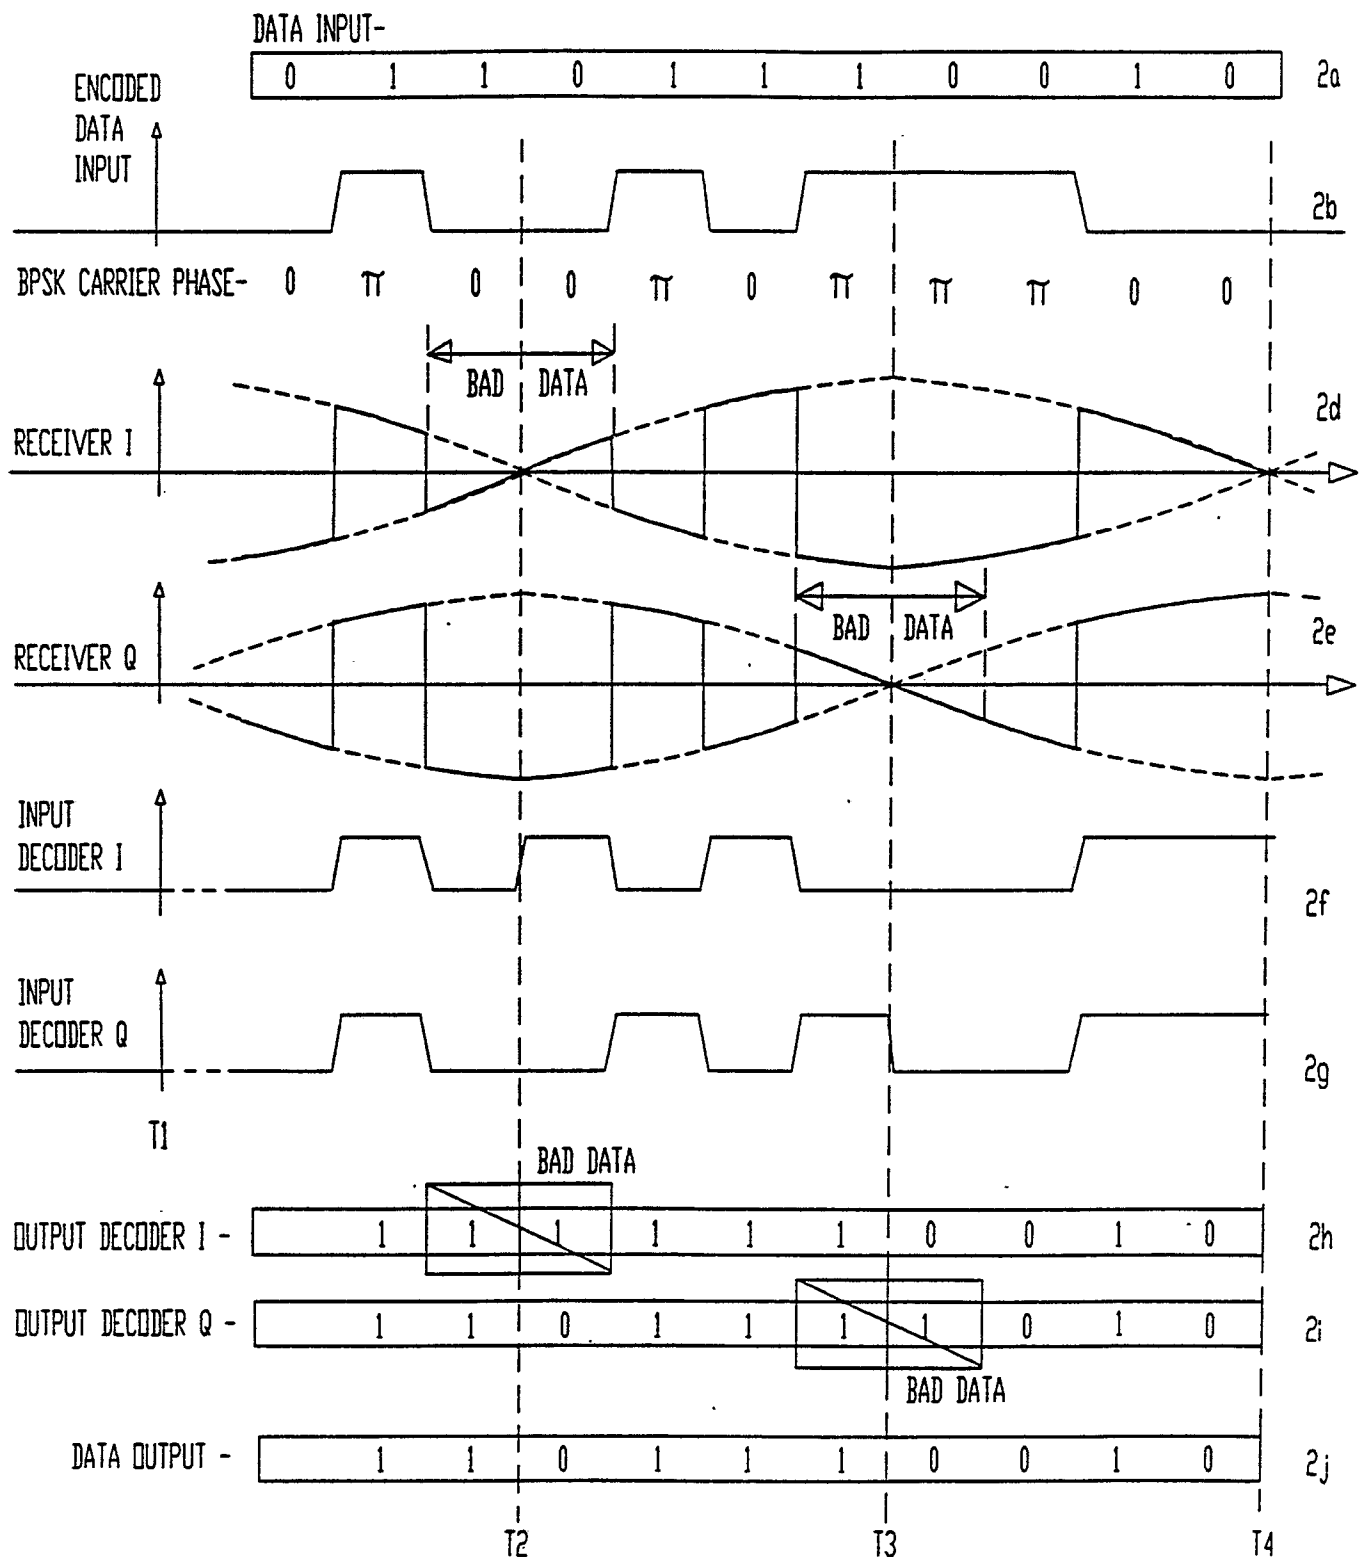 DATA INPUT-
0 1 1 0 1 1 1 0 0 1 0 2a
ENCODED
DATA
INPUT
2b
BPSK CARRIER PHASE- 0 π 0 0 π 0 π π π 0 0
BAD DATA
2d
RECEIVER I
BAD DATA
2e
RECEIVER Q
INPUT
DECODER I
2f
INPUT
DECODER Q
2g
T1
BAD DATA
OUTPUT DECODER I - 1 1 1 1 1 1 0 0 1 0 2h
OUTPUT DECODER Q - 1 1 0 1 1 1 1 0 1 0 2i
BAD DATA
DATA OUTPUT - 1 1 0 1 1 1 0 0 1 0 2j
T2 T3 T4